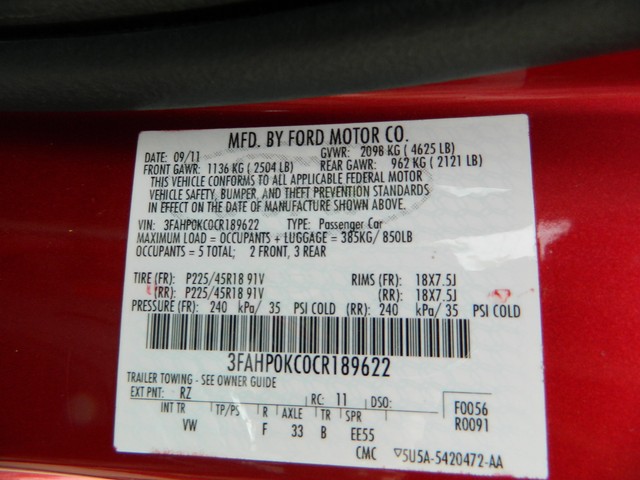 MFD. BY FORD MOTOR CO.
DATE: 09/11 GVWR: 2098 KG ( 4625 LB)
FRONT GAWR: 1136 KG ( 2504 LB) REAR GAWR: 962 KG ( 2121 LB)
THIS VEHICLE CONFORMS TO ALL APPLICABLE FEDERAL MOTOR
VEHICLE SAFETY, BUMPER, AND THEFT PREVENTION STANDARDS
IN EFFECT ON THE DATE OF MANUFACTURE SHOWN ABOVE.
VIN: 3FAHP0KC0CR189622 TYPE: Passenger Car
MAXIMUM LOAD = OCCUPANTS + LUGGAGE = 385KG/ 850LB
OCCUPANTS = 5 TOTAL; 2 FRONT, 3 REAR
TIRE (FR): P225/45R18 91V RIMS (FR): 18X7.5J
(RR): P225/45R18 91V (RR): 18X7.5J
PRESSURE (FR): 240 kPa/ 35 PSI COLD (RR): 240 kPa/ 35 PSI COLD
3FAHP0KC0CR189622
TRAILER TOWING - SEE OWNER GUIDE
EXT PNT: RZ RC: 11 DSO: F0056
INT TR TP/PS R AXLE TR SPR R0091
VW F 33 B EE55
CMC ▽5U5A-5420472-AA